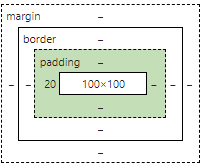 margin –
border –
padding –
– – 20 100×100 – – –
–
–
–